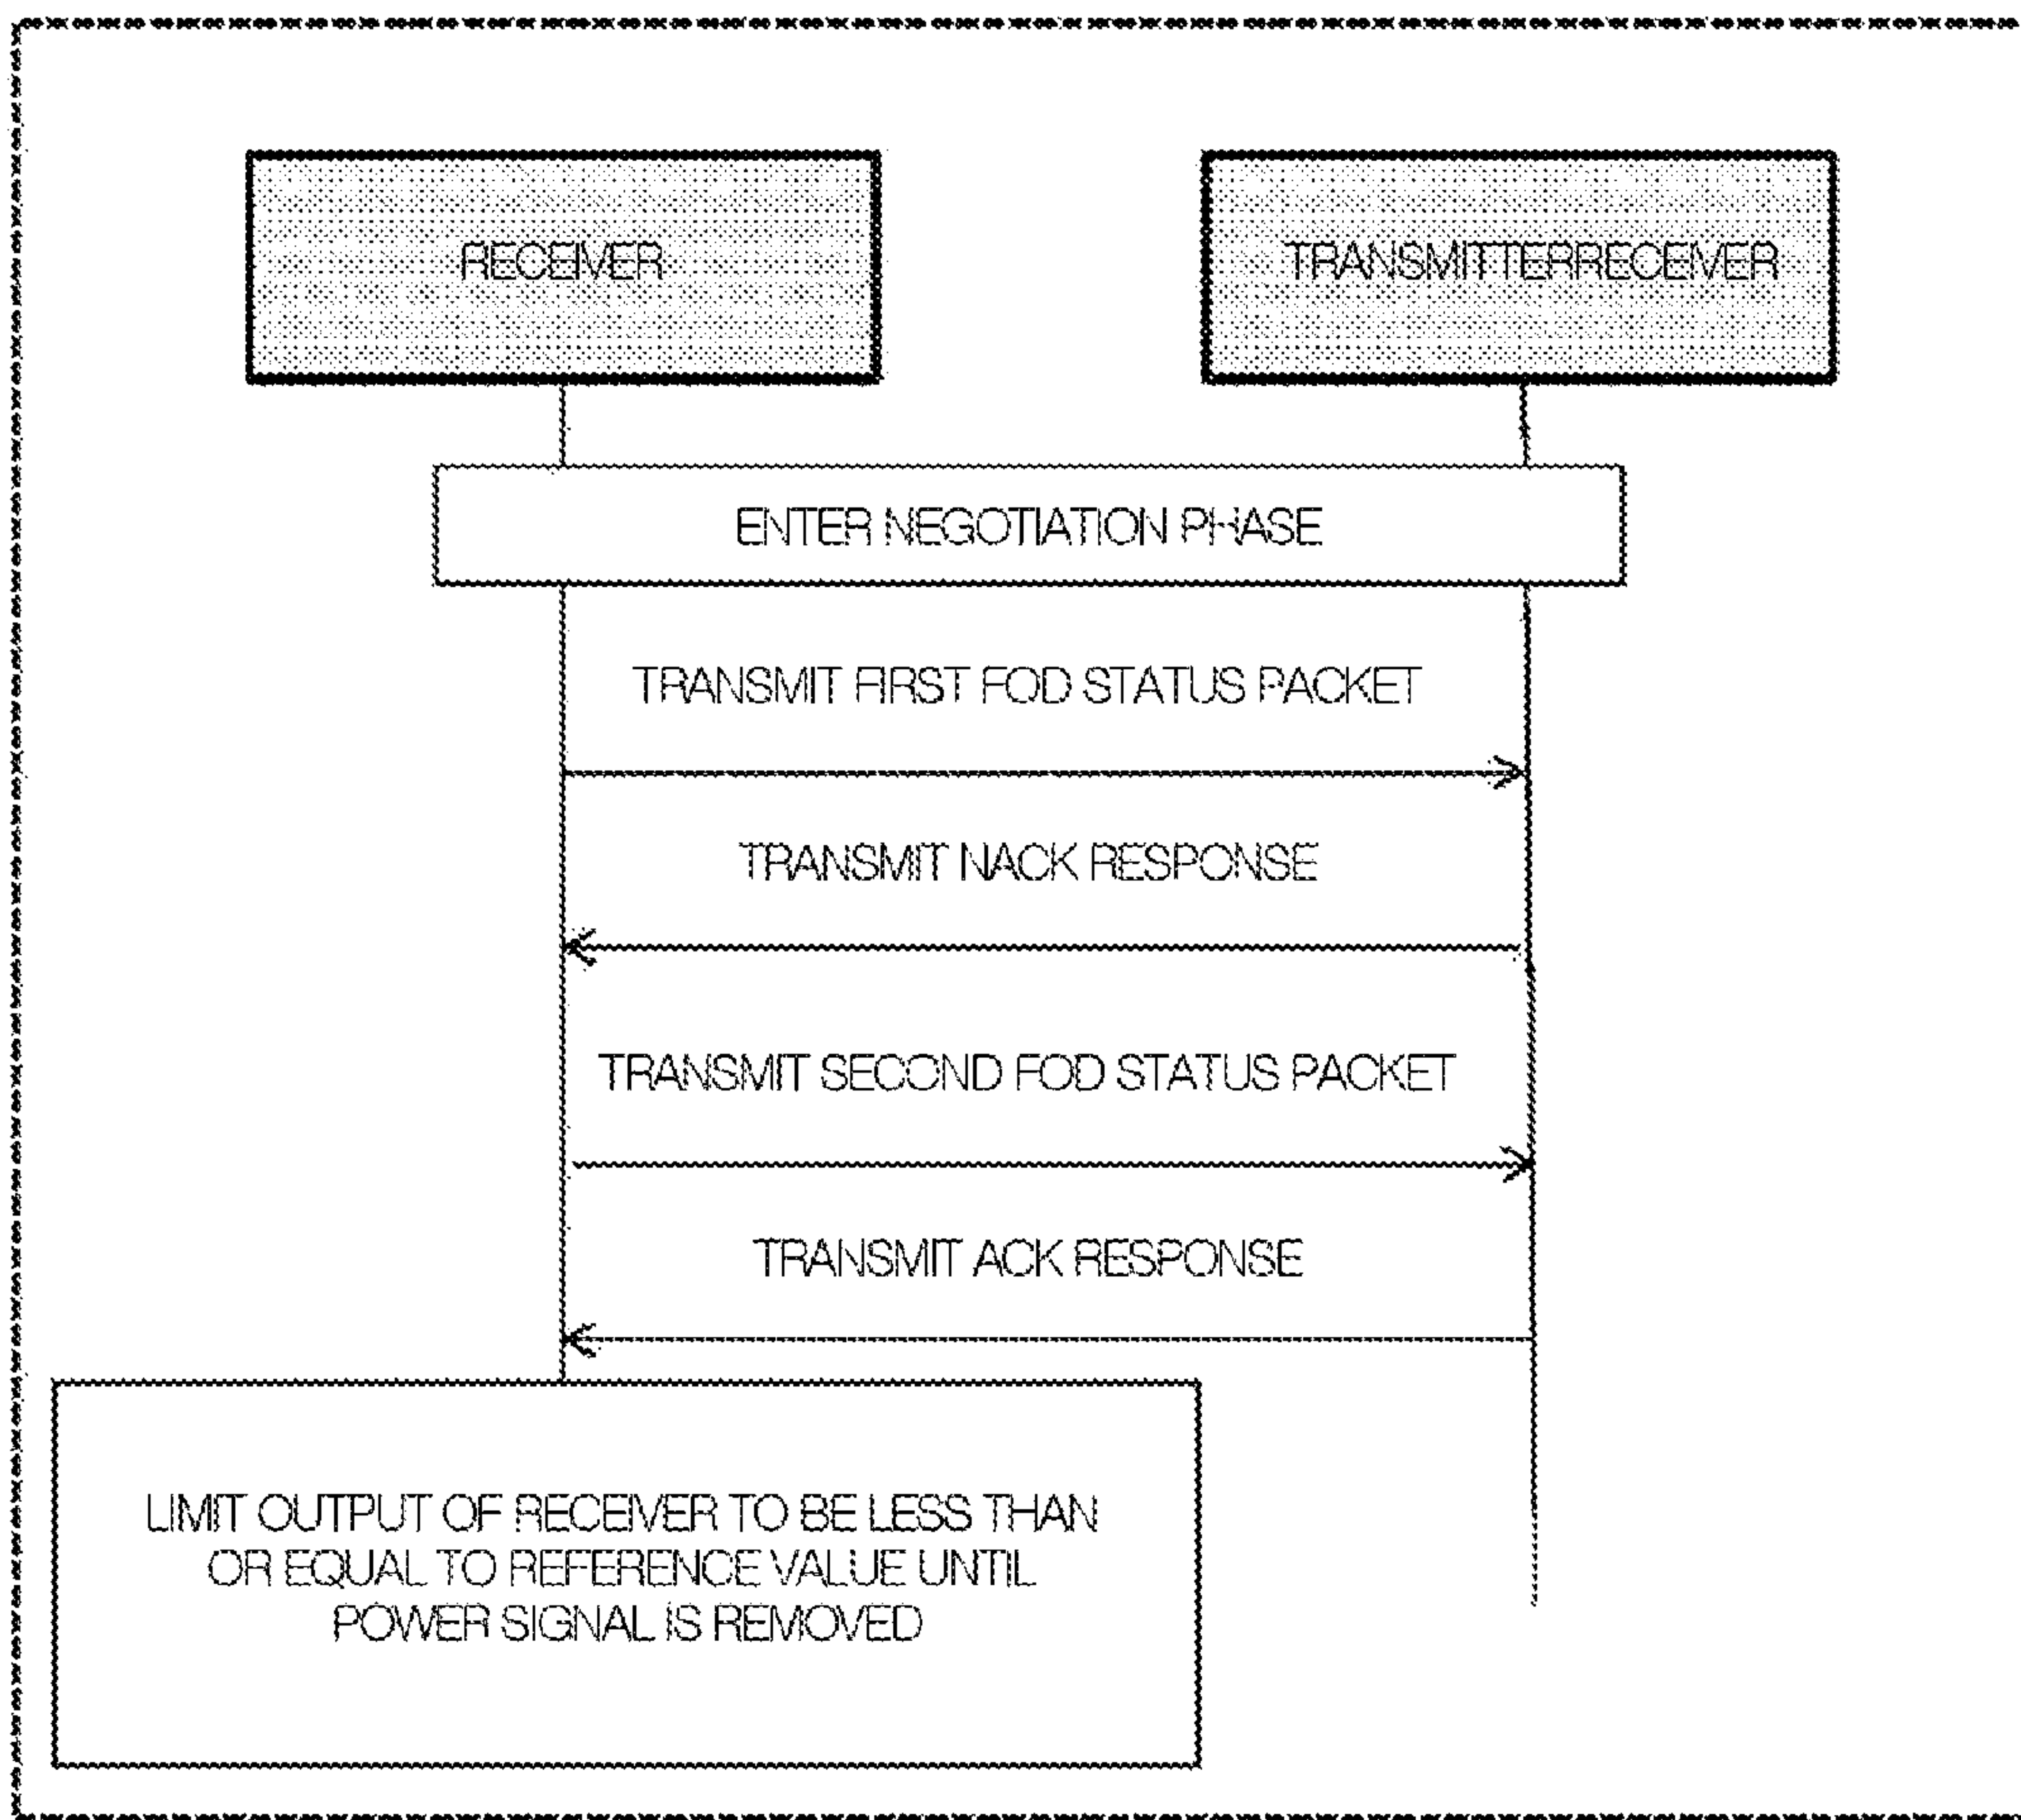 RECEIVER
TRANSMITTERRECEIVER
ENTER NEGOTIATION PHASE
TRANSMIT FIRST FOD STATUS PACKET
TRANSMIT NACK RESPONSE
TRANSMIT SECOND FOD STATUS PACKET
TRANSMIT ACK RESPONSE
LIMIT OUTPUT OF RECEIVER TO BE LESS THAN
OR EQUAL TO REFERENCE VALUE UNTIL
POWER SIGNAL IS REMOVED